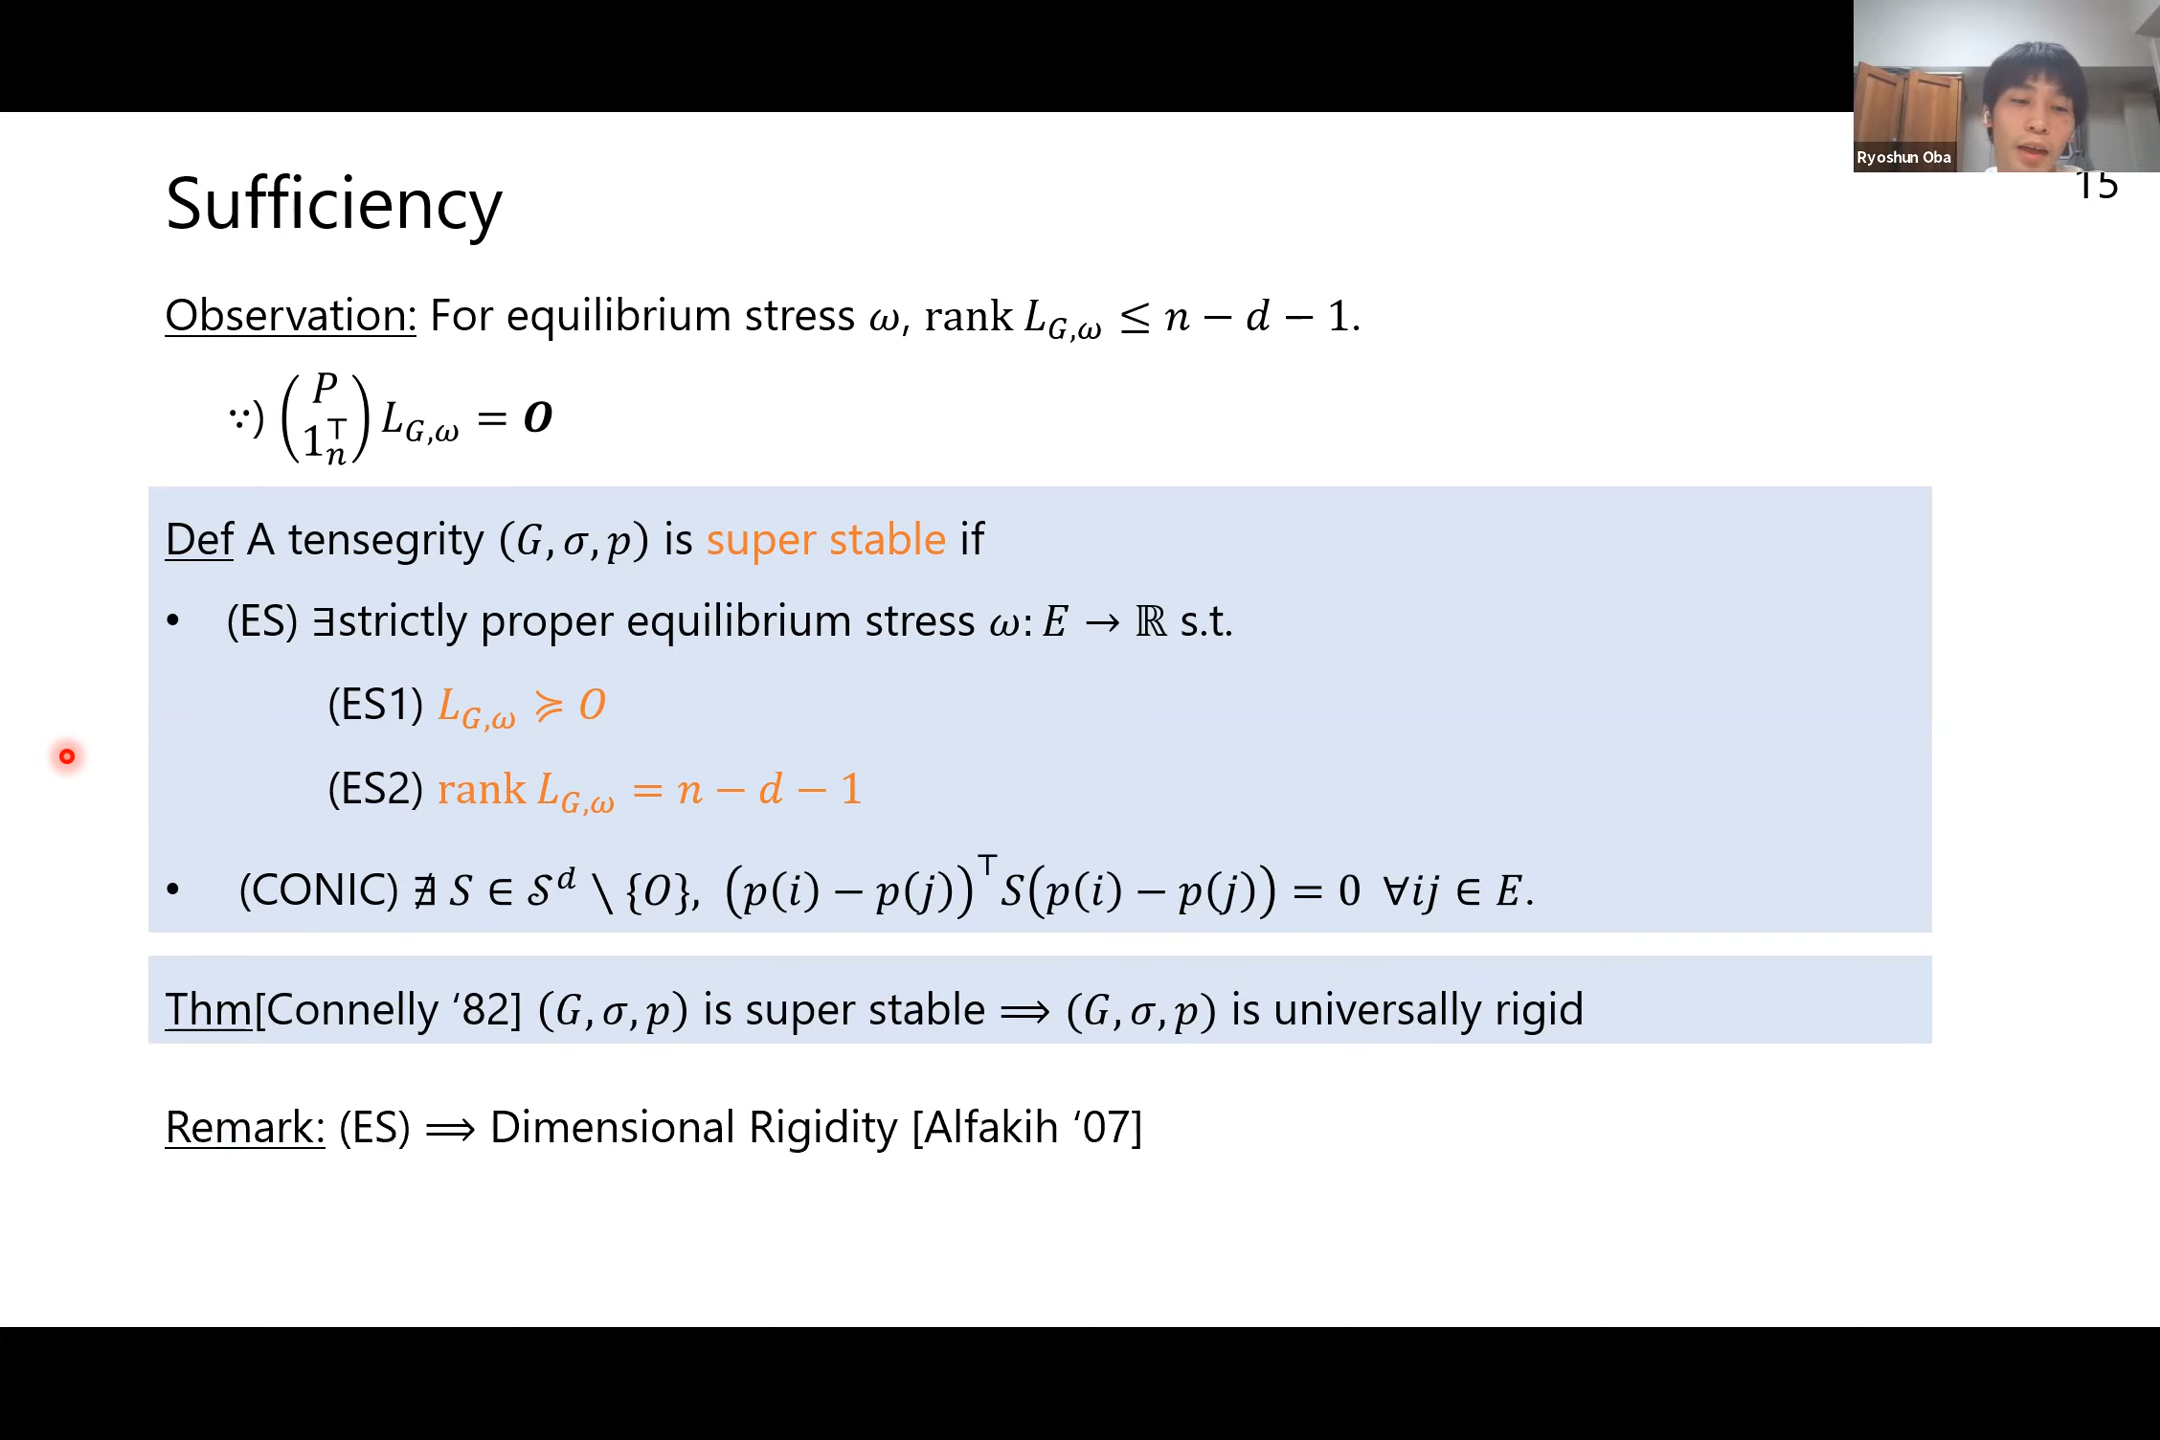 Ryoshun Oba
15
Sufficiency
Observation: For equilibrium stress ω, rank L_{G,ω} ≤ n − d − 1.
∵) (P 1_n^⊤) L_{G,ω} = O
Def A tensegrity (G, σ, p) is super stable if
• (ES) ∃strictly proper equilibrium stress ω: E → ℝ s.t.
(ES1) L_{G,ω} ≽ O
(ES2) rank L_{G,ω} = n − d − 1
• (CONIC) ∄ S ∈ 𝒮^d \ {O}, (p(i) − p(j))^⊤ S(p(i) − p(j)) = 0 ∀ij ∈ E.
Thm[Connelly ‘82] (G, σ, p) is super stable ⟹ (G, σ, p) is universally rigid
Remark: (ES) ⟹ Dimensional Rigidity [Alfakih ‘07]